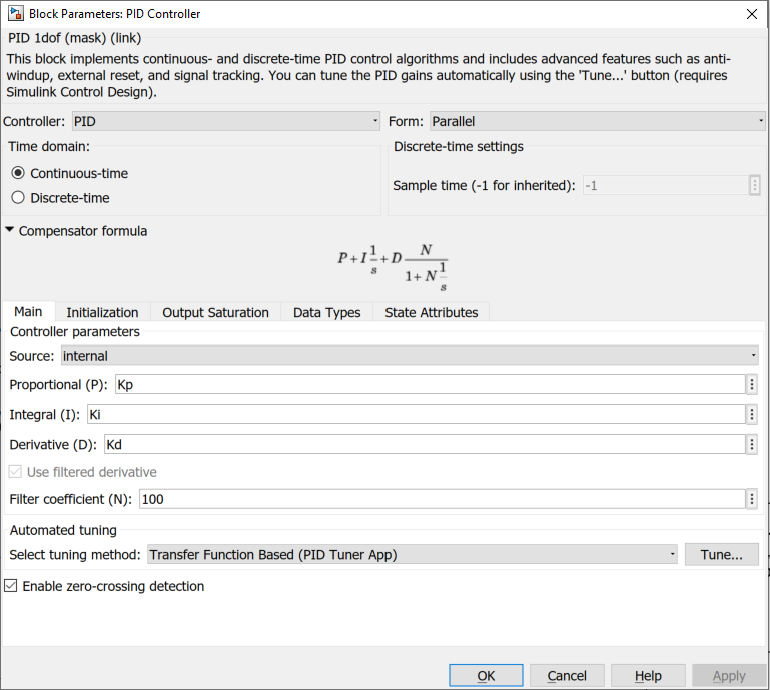 Block Parameters: PID Controller
PID 1dof (mask) (link)
This block implements continuous- and discrete-time PID control algorithms and includes advanced features such as anti-
windup, external reset, and signal tracking. You can tune the PID gains automatically using the 'Tune...' button (requires
Simulink Control Design).
Controller: PID Form: Parallel
Time domain: Discrete-time settings
Continuous-time
Sample time (-1 for inherited): -1
Discrete-time
Compensator formula
P + I 1/s + D N/(1 + N 1/s)
Main Initialization Output Saturation Data Types State Attributes
Controller parameters
Source: internal
Proportional (P): Kp
Integral (I): Ki
Derivative (D): Kd
Use filtered derivative
Filter coefficient (N): 100
Automated tuning
Select tuning method: Transfer Function Based (PID Tuner App) Tune...
Enable zero-crossing detection
OK Cancel Help Apply